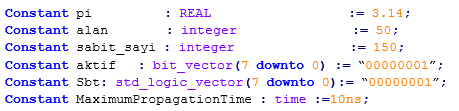 Constant pi : REAL := 3.14;
Constant alan : integer := 50;
Constant sabit_sayi : integer := 150;
Constant aktif : bit_vector(7 downto 0) := “00000001”;
Constant Sbt: std_logic_vector(7 downto 0):= “00000001”;
Constant MaximumPropagationTime : time :=10ns;